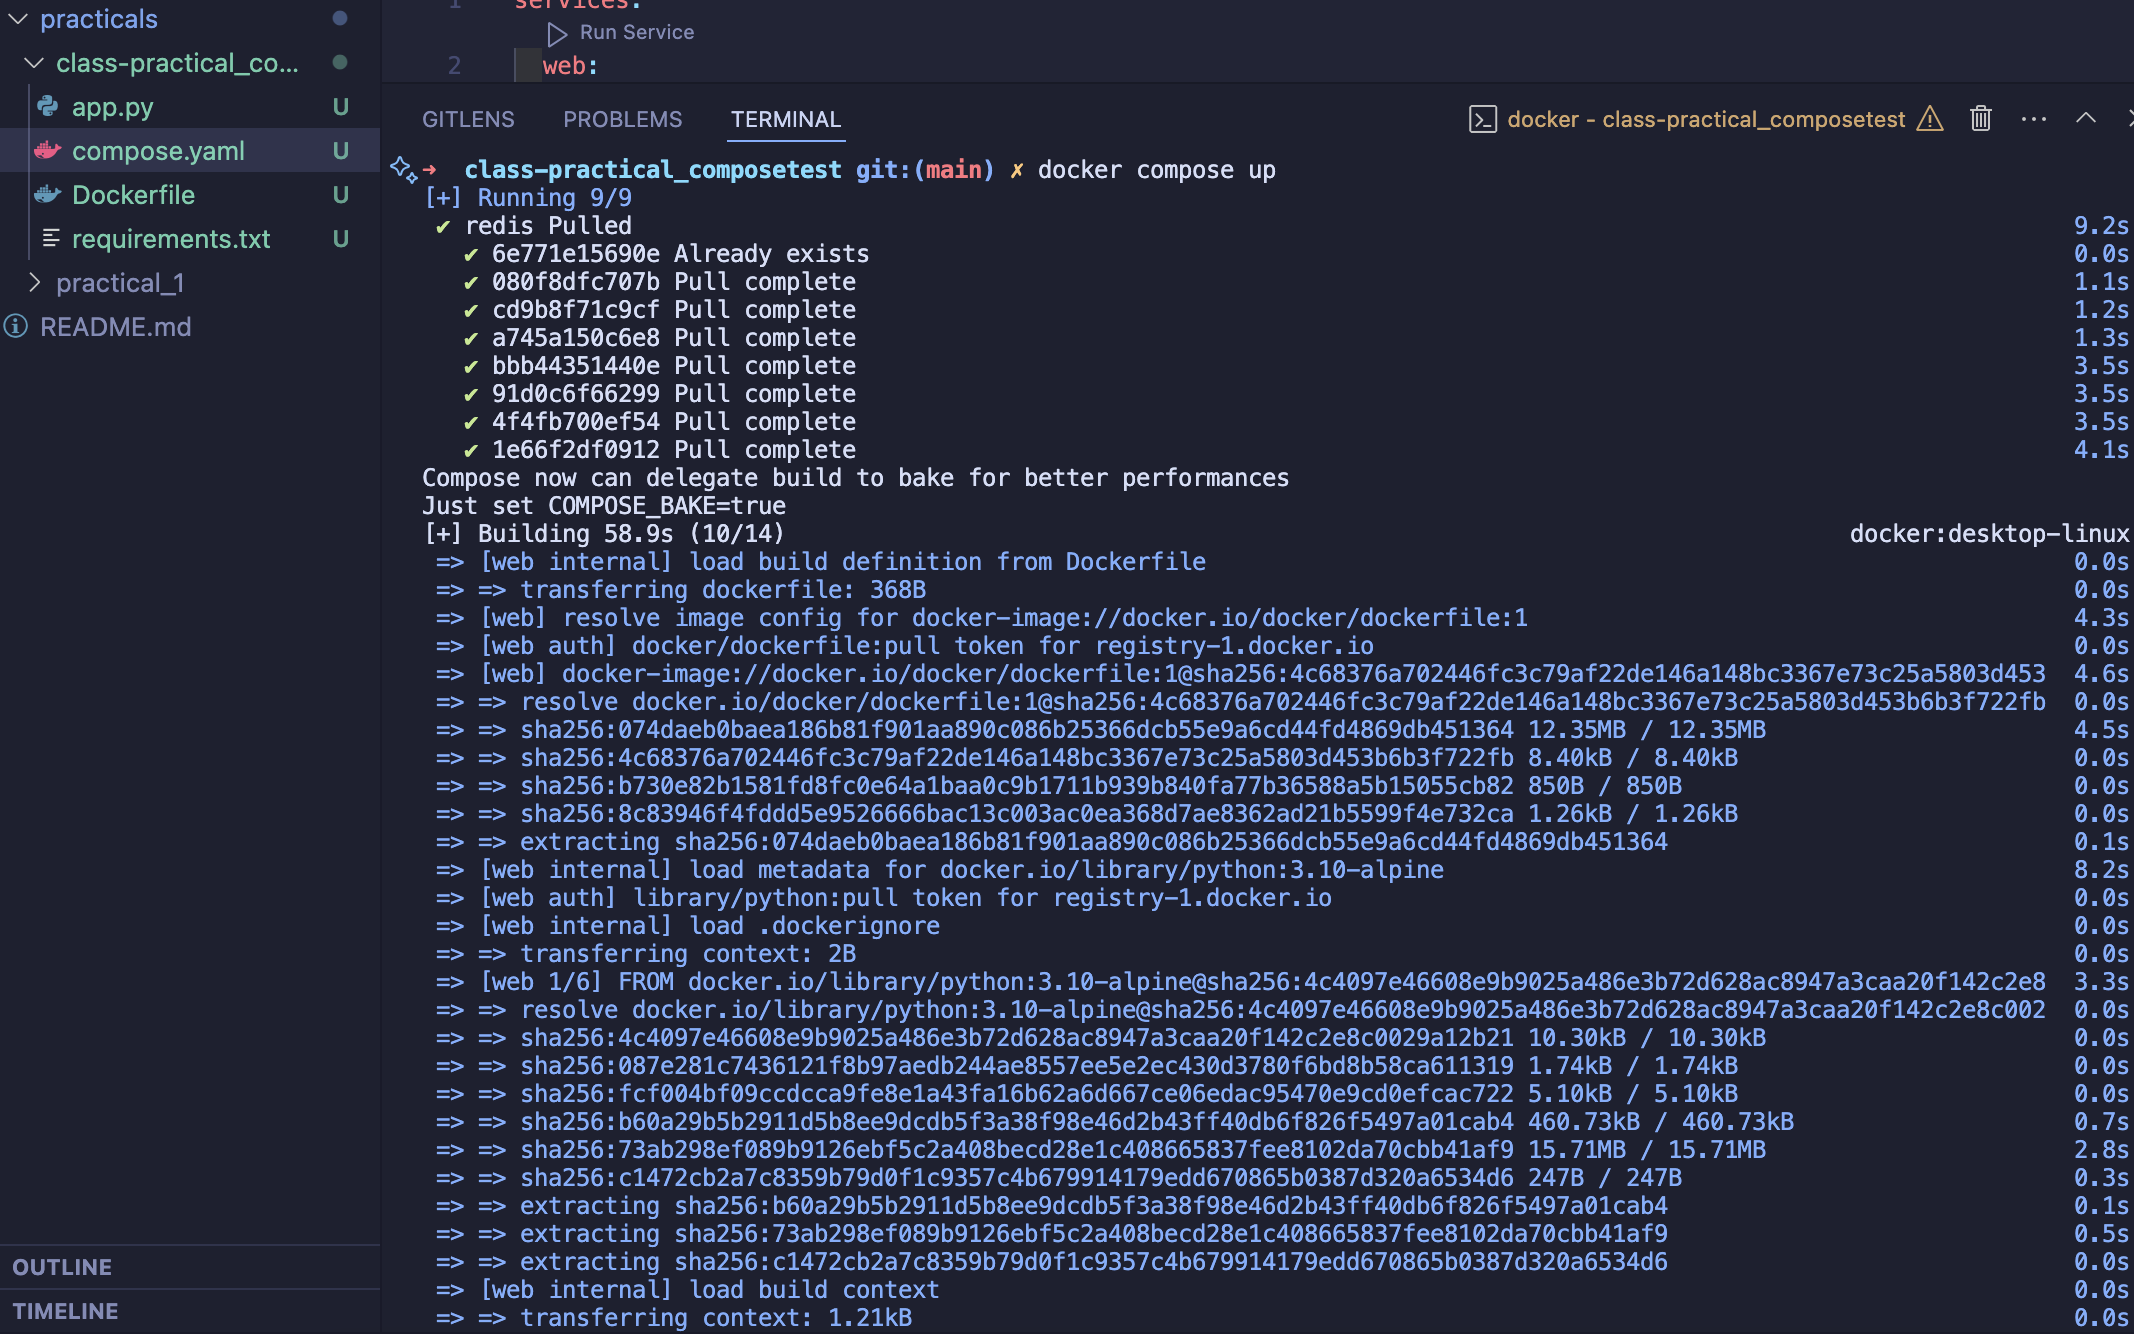 practicals
class-practical_co...
app.py U
compose.yaml U
Dockerfile U
requirements.txt U
practical_1
README.md
OUTLINE
TIMELINE
1 services:
Run Service
2 web:
GITLENS PROBLEMS TERMINAL docker - class-practical_composetest
→ class-practical_composetest git:(main) ✗ docker compose up
[+] Running 9/9
✔ redis Pulled 9.2s
✔ 6e771e15690e Already exists 0.0s
✔ 080f8dfc707b Pull complete 1.1s
✔ cd9b8f71c9cf Pull complete 1.2s
✔ a745a150c6e8 Pull complete 1.3s
✔ bbb44351440e Pull complete 3.5s
✔ 91d0c6f66299 Pull complete 3.5s
✔ 4f4fb700ef54 Pull complete 3.5s
✔ 1e66f2df0912 Pull complete 4.1s
Compose now can delegate build to bake for better performances
Just set COMPOSE_BAKE=true
[+] Building 58.9s (10/14) docker:desktop-linux
=> [web internal] load build definition from Dockerfile 0.0s
=> => transferring dockerfile: 368B 0.0s
=> [web] resolve image config for docker-image://docker.io/docker/dockerfile:1 4.3s
=> [web auth] docker/dockerfile:pull token for registry-1.docker.io 0.0s
=> [web] docker-image://docker.io/docker/dockerfile:1@sha256:4c68376a702446fc3c79af22de146a148bc3367e73c25a5803d453 4.6s
=> => resolve docker.io/docker/dockerfile:1@sha256:4c68376a702446fc3c79af22de146a148bc3367e73c25a5803d453b6b3f722fb 0.0s
=> => sha256:074daeb0baea186b81f901aa890c086b25366dcb55e9a6cd44fd4869db451364 12.35MB / 12.35MB 4.5s
=> => sha256:4c68376a702446fc3c79af22de146a148bc3367e73c25a5803d453b6b3f722fb 8.40kB / 8.40kB 0.0s
=> => sha256:b730e82b1581fd8fc0e64a1baa0c9b1711b939b840fa77b36588a5b15055cb82 850B / 850B 0.0s
=> => sha256:8c83946f4fddd5e9526666bac13c003ac0ea368d7ae8362ad21b5599f4e732ca 1.26kB / 1.26kB 0.0s
=> => extracting sha256:074daeb0baea186b81f901aa890c086b25366dcb55e9a6cd44fd4869db451364 0.1s
=> [web internal] load metadata for docker.io/library/python:3.10-alpine 8.2s
=> [web auth] library/python:pull token for registry-1.docker.io 0.0s
=> [web internal] load .dockerignore 0.0s
=> => transferring context: 2B 0.0s
=> [web 1/6] FROM docker.io/library/python:3.10-alpine@sha256:4c4097e46608e9b9025a486e3b72d628ac8947a3caa20f142c2e8 3.3s
=> => resolve docker.io/library/python:3.10-alpine@sha256:4c4097e46608e9b9025a486e3b72d628ac8947a3caa20f142c2e8c002 0.0s
=> => sha256:4c4097e46608e9b9025a486e3b72d628ac8947a3caa20f142c2e8c0029a12b21 10.30kB / 10.30kB 0.0s
=> => sha256:087e281c7436121f8b97aedb244ae8557ee5e2ec430d3780f6bd8b58ca611319 1.74kB / 1.74kB 0.0s
=> => sha256:fcf004bf09ccdcca9fe8e1a43fa16b62a6d667ce06edac95470e9cd0efcac722 5.10kB / 5.10kB 0.0s
=> => sha256:b60a29b5b2911d5b8ee9dcdb5f3a38f98e46d2b43ff40db6f826f5497a01cab4 460.73kB / 460.73kB 0.7s
=> => sha256:73ab298ef089b9126ebf5c2a408becd28e1c408665837fee8102da70cbb41af9 15.71MB / 15.71MB 2.8s
=> => sha256:c1472cb2a7c8359b79d0f1c9357c4b679914179edd670865b0387d320a6534d6 247B / 247B 0.3s
=> => extracting sha256:b60a29b5b2911d5b8ee9dcdb5f3a38f98e46d2b43ff40db6f826f5497a01cab4 0.1s
=> => extracting sha256:73ab298ef089b9126ebf5c2a408becd28e1c408665837fee8102da70cbb41af9 0.5s
=> => extracting sha256:c1472cb2a7c8359b79d0f1c9357c4b679914179edd670865b0387d320a6534d6 0.0s
=> [web internal] load build context 0.0s
=> => transferring context: 1.21kB 0.0s